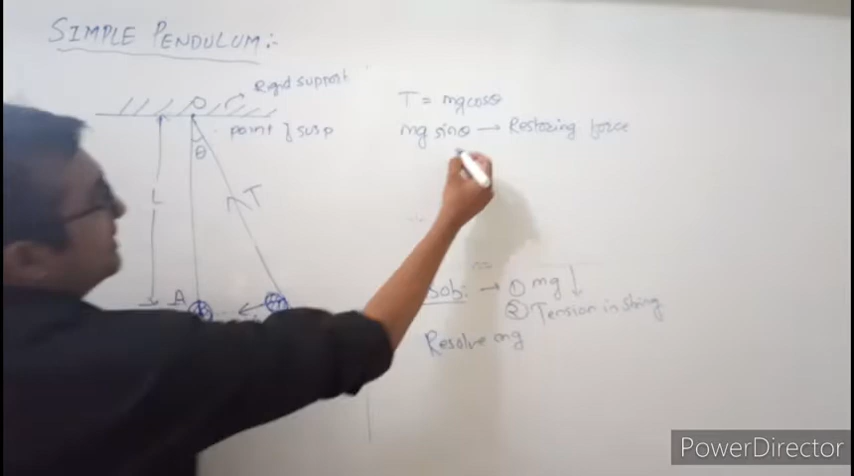 SIMPLE PENDULUM:-
Rigid support
O
point of susp
θ
T
L
A
m
T = mg cosθ
mg sinθ → Restoring force
Bob: → ① mg ↓
② Tension in string
Resolve mg
PowerDirector